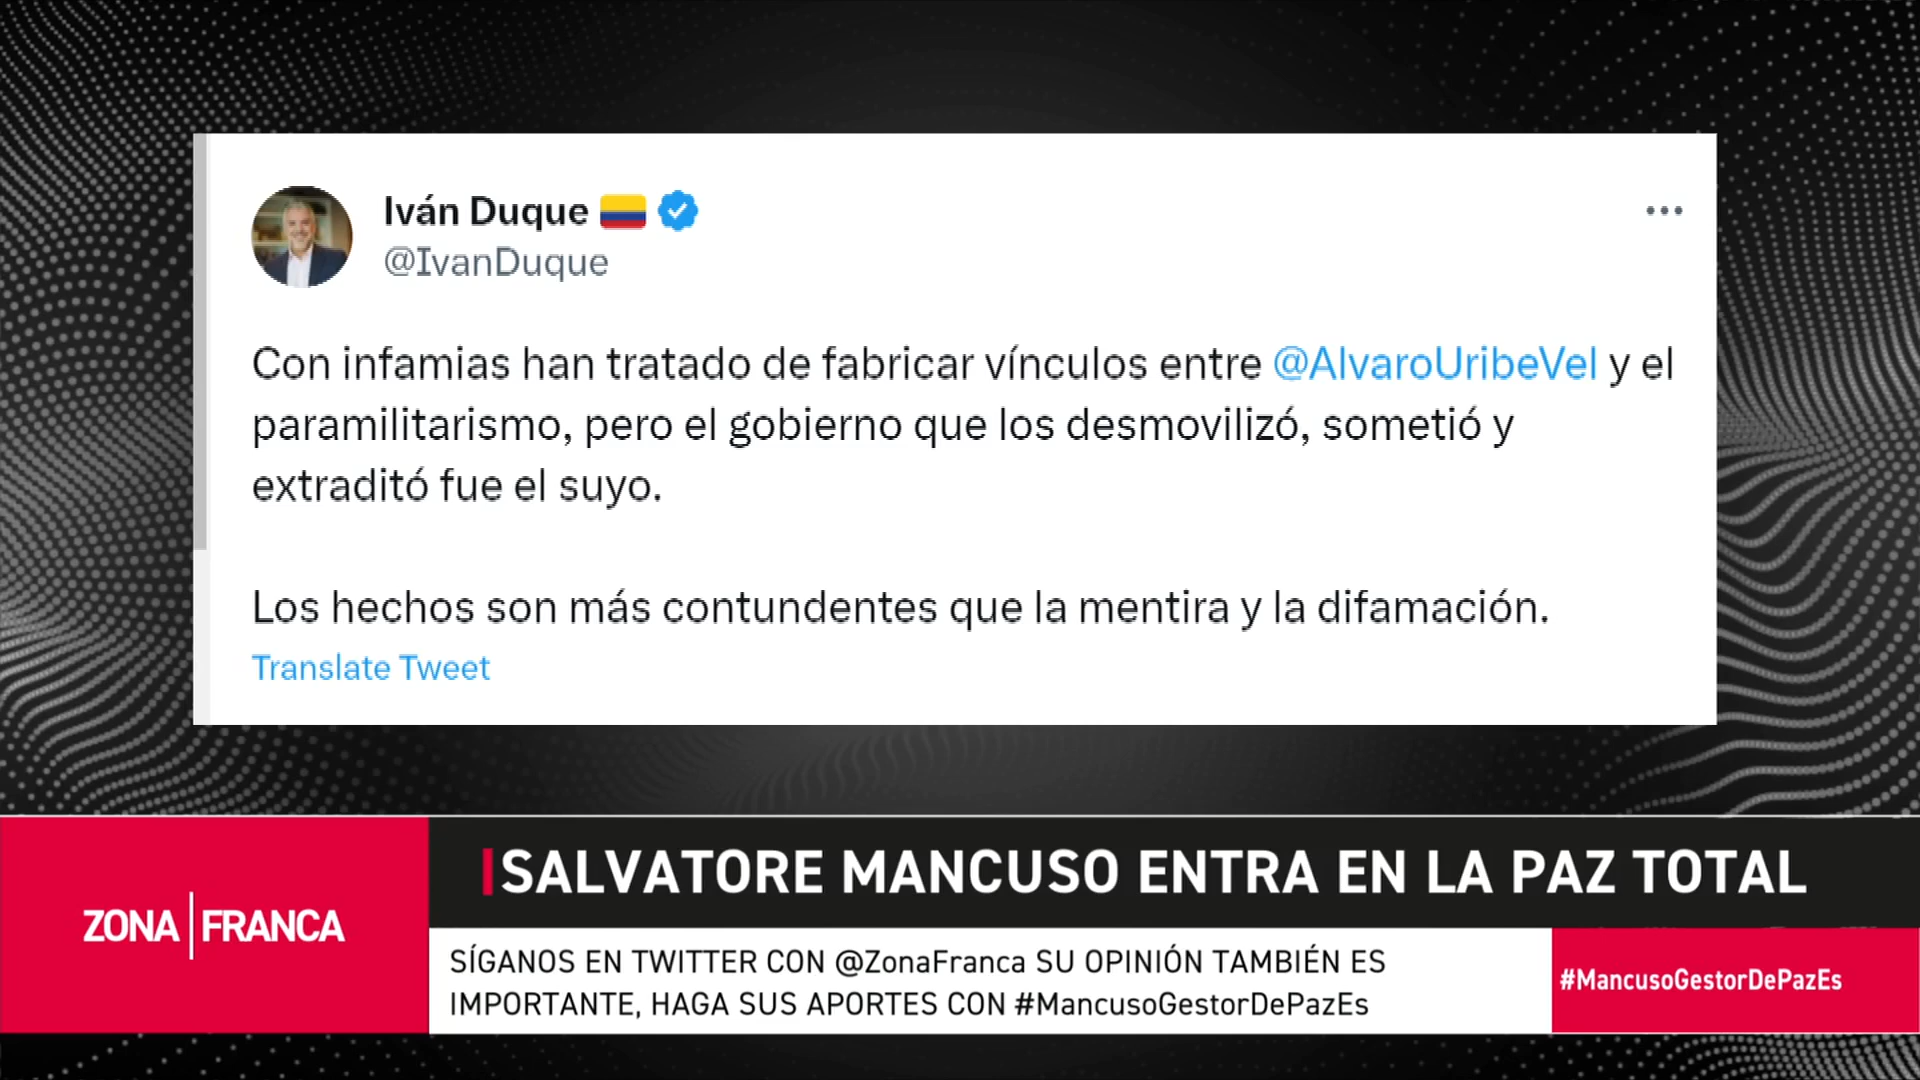 Iván Duque
@IvanDuque
Con infamias han tratado de fabricar vínculos entre @AlvaroUribeVel y el
paramilitarismo, pero el gobierno que los desmovilizó, sometió y
extraditó fue el suyo.
Los hechos son más contundentes que la mentira y la difamación.
Translate Tweet
SALVATORE MANCUSO ENTRA EN LA PAZ TOTAL
ZONA FRANCA
SÍGANOS EN TWITTER CON @ZonaFranca SU OPINIÓN TAMBIÉN ES
IMPORTANTE, HAGA SUS APORTES CON #MancusoGestorDePazEs
#MancusoGestorDePazEs